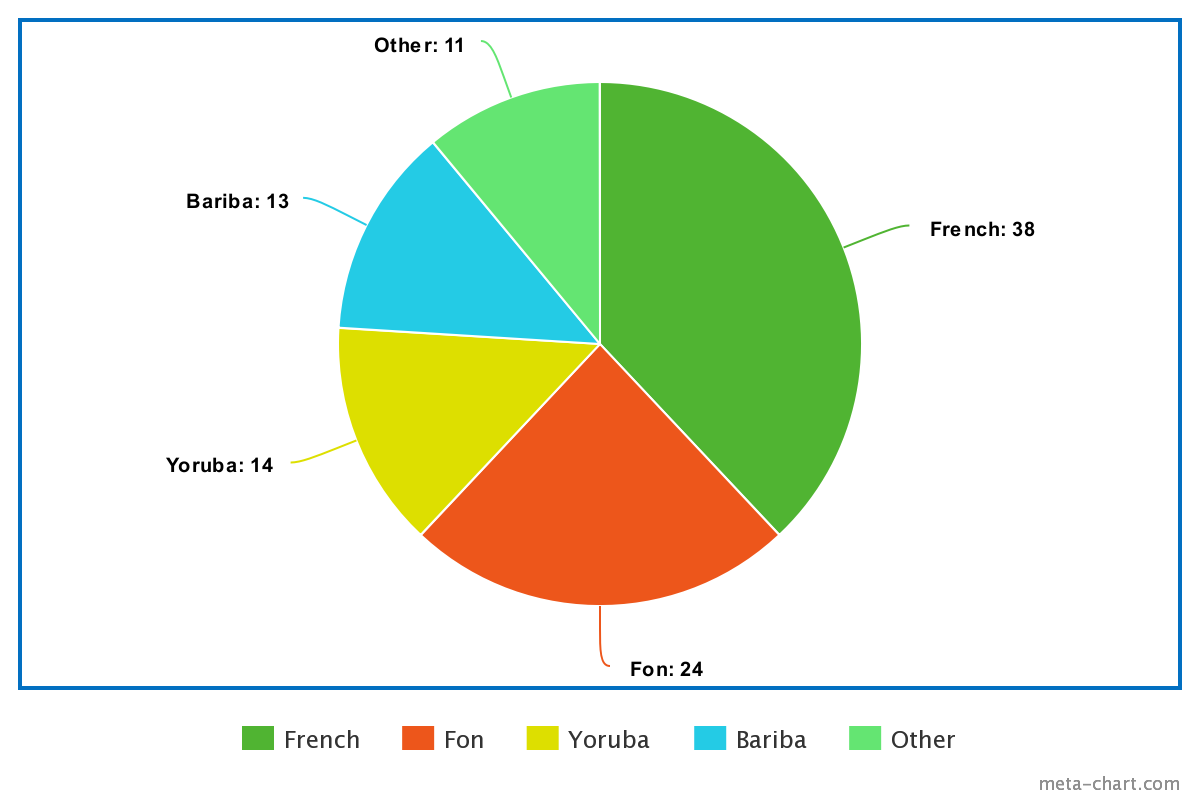 Other: 11
Bariba: 13
French: 38
Yoruba: 14
Fon: 24
French Fon Yoruba Bariba Other
meta-chart.com